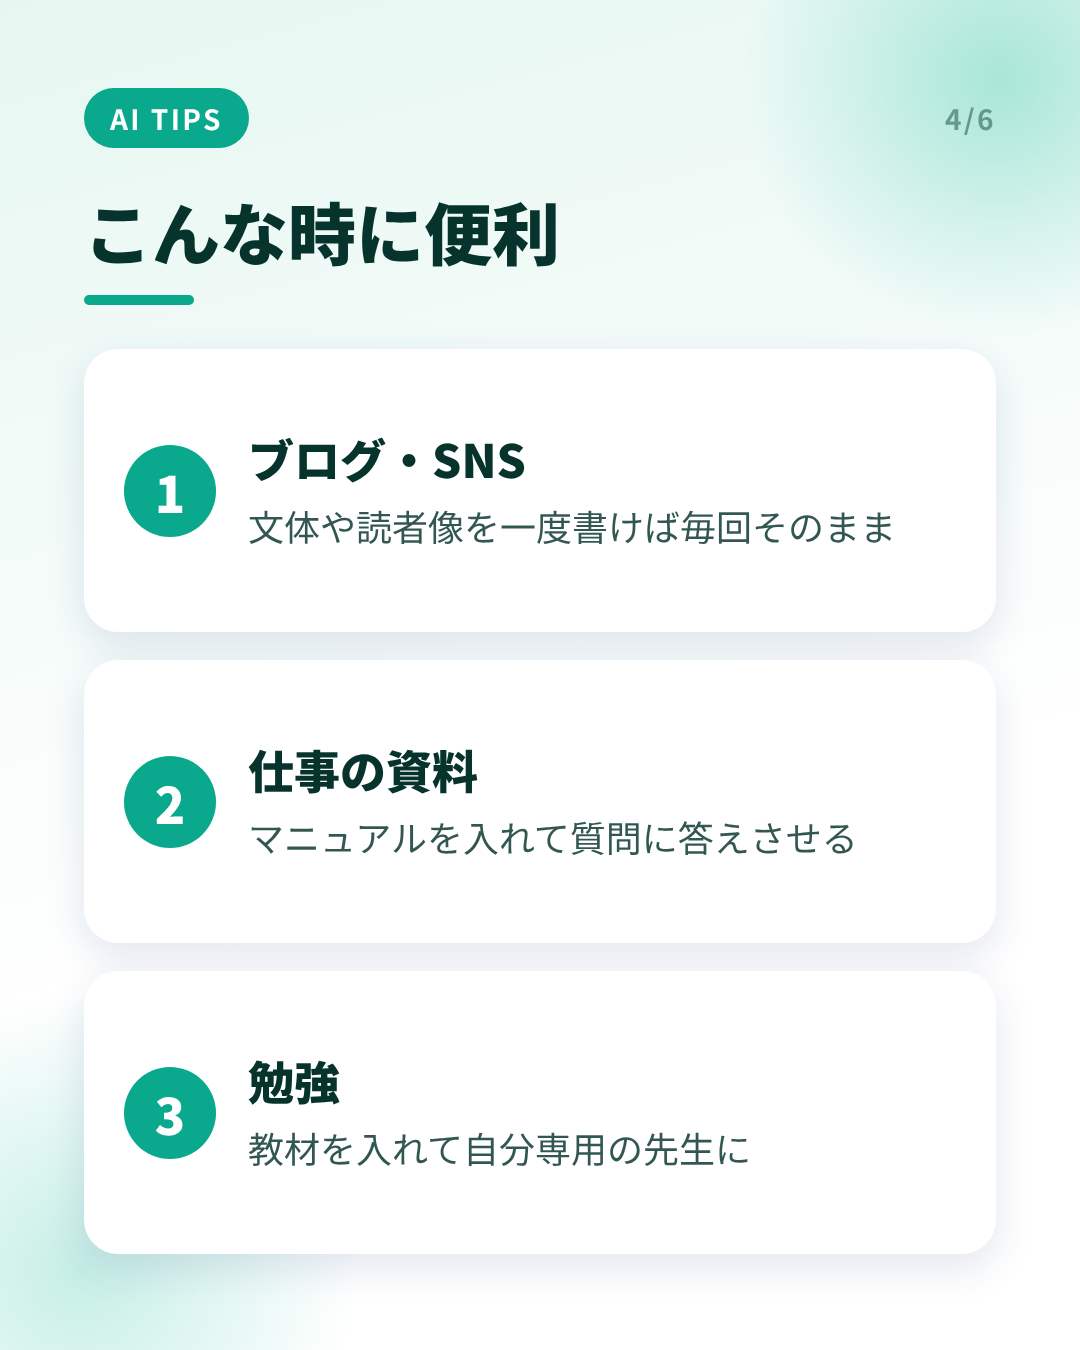 AI TIPS
4/6
こんな時に便利
1
ブログ・SNS
文体や読者像を一度書けば毎回そのまま
2
仕事の資料
マニュアルを入れて質問に答えさせる
3
勉強
教材を入れて自分専用の先生に